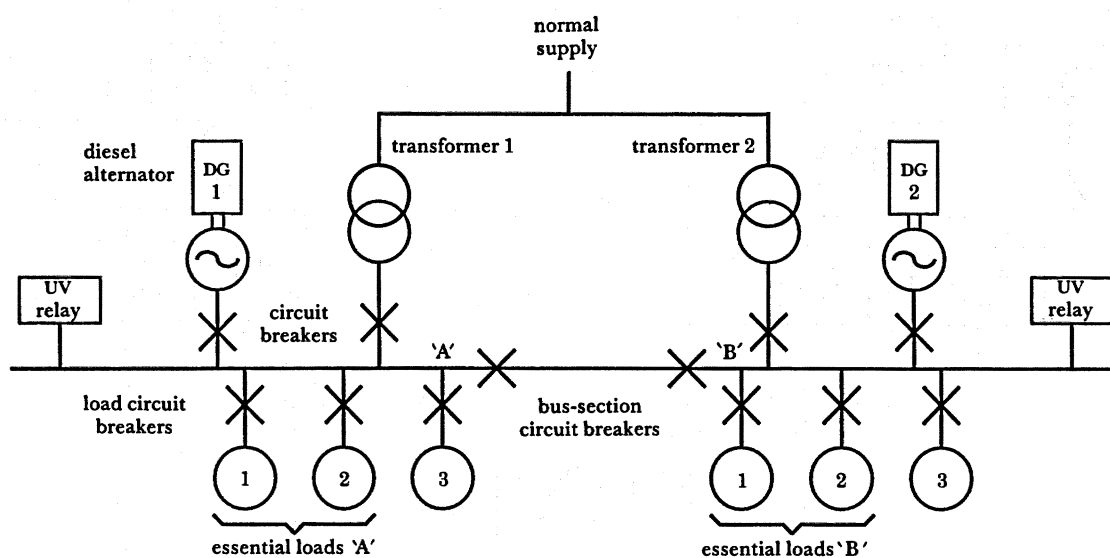 normal
supply
diesel
alternator
DG
1
transformer 1
transformer 2
DG
2
UV
relay
circuit
breakers
UV
relay
'A'
'B'
load circuit
breakers
bus-section
circuit breakers
1
2
3
1
2
3
essential loads 'A'
essential loads 'B'